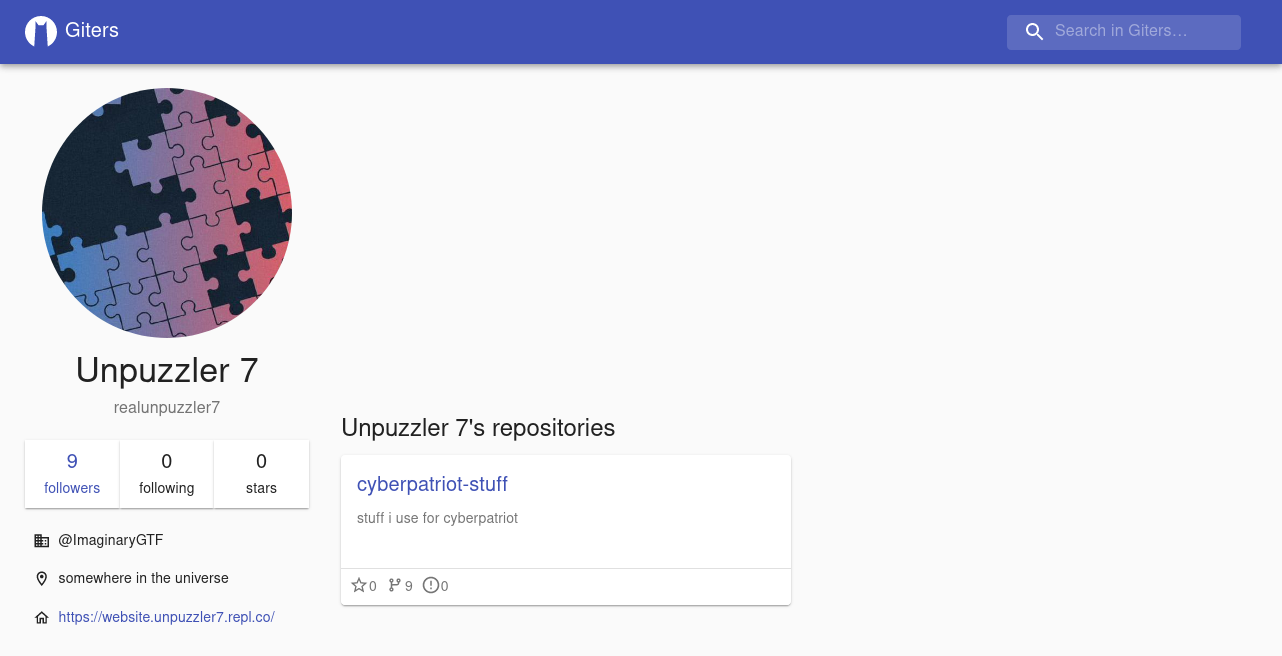 Giters
Search in Giters…
Unpuzzler 7
realunpuzzler7
9 0 0
followers following stars
@ImaginaryGTF
somewhere in the universe
https://website.unpuzzler7.repl.co/
Unpuzzler 7's repositories
cyberpatriot-stuff
stuff i use for cyberpatriot
0 9 0